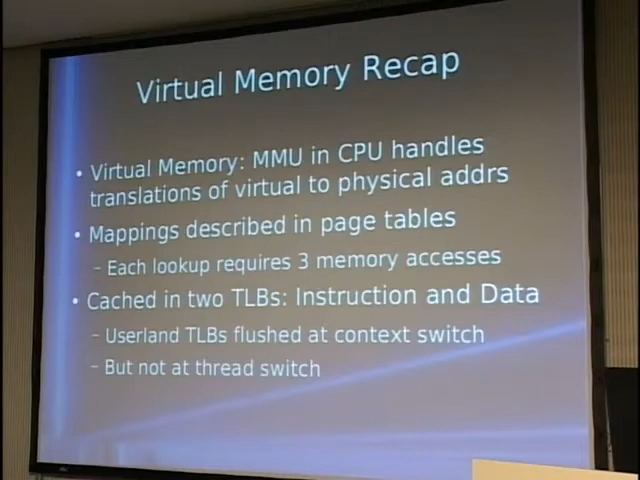 Virtual Memory Recap
• Virtual Memory: MMU in CPU handles
translations of virtual to physical addrs
• Mappings described in page tables
– Each lookup requires 3 memory accesses
• Cached in two TLBs: Instruction and Data
– Userland TLBs flushed at context switch
– But not at thread switch